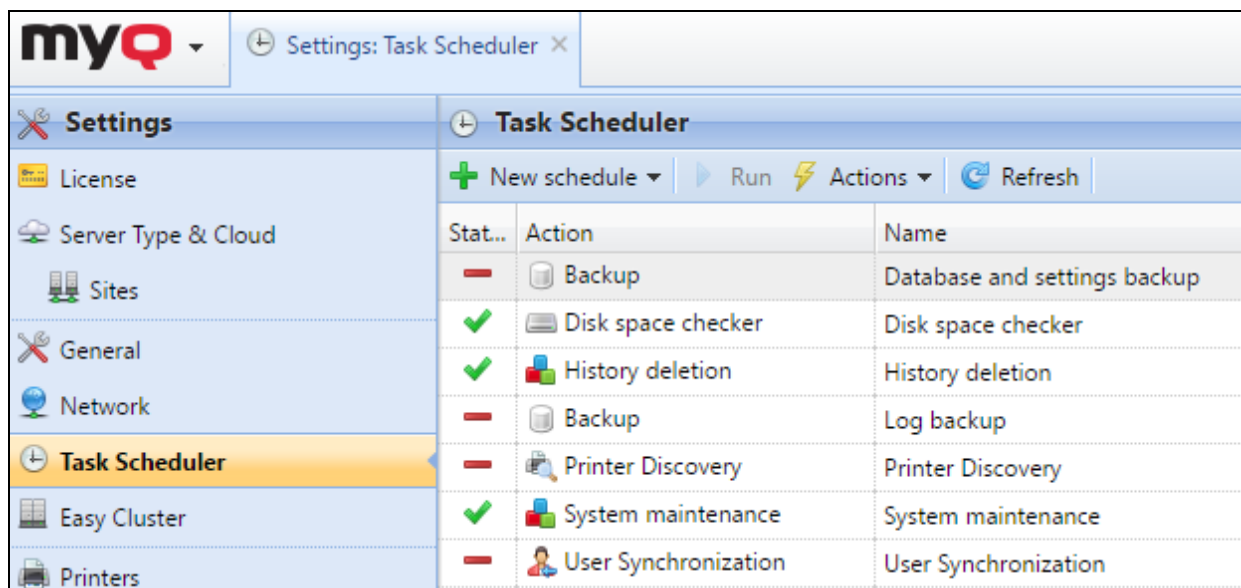 myQ
Settings: Task Scheduler
Settings
License
Server Type & Cloud
Sites
General
Network
Task Scheduler
Easy Cluster
Printers
Task Scheduler
New schedule Run Actions Refresh
Stat... Action Name
Backup Database and settings backup
Disk space checker Disk space checker
History deletion History deletion
Backup Log backup
Printer Discovery Printer Discovery
System maintenance System maintenance
User Synchronization User Synchronization